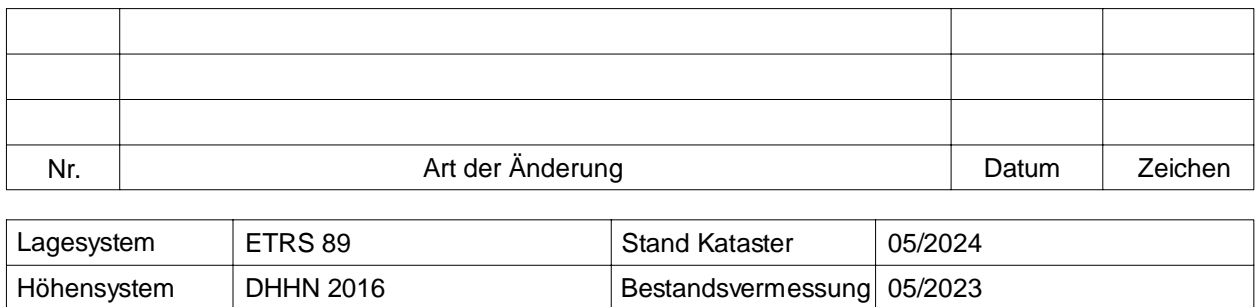 Nr. Art der Änderung Datum Zeichen
Lagesystem ETRS 89 Stand Kataster 05/2024
Höhensystem DHHN 2016 Bestandsvermessung 05/2023